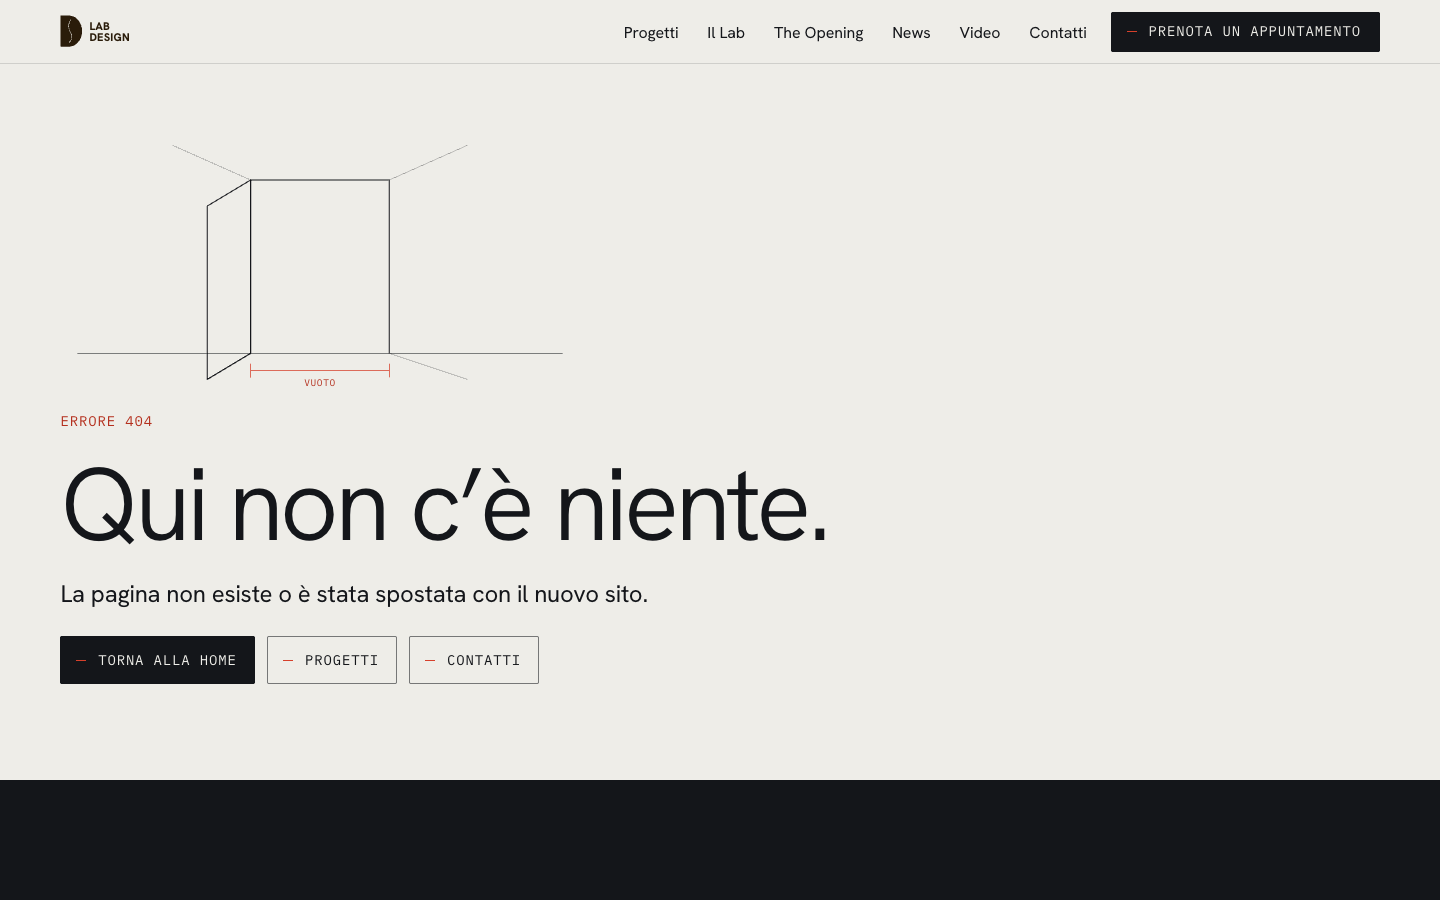 LAB
DESIGN
Progetti
Il Lab
The Opening
News
Video
Contatti
— PRENOTA UN APPUNTAMENTO
VUOTO
ERRORE 404
Qui non c’è niente.
La pagina non esiste o è stata spostata con il nuovo sito.
— TORNA ALLA HOME
— PROGETTI
— CONTATTI